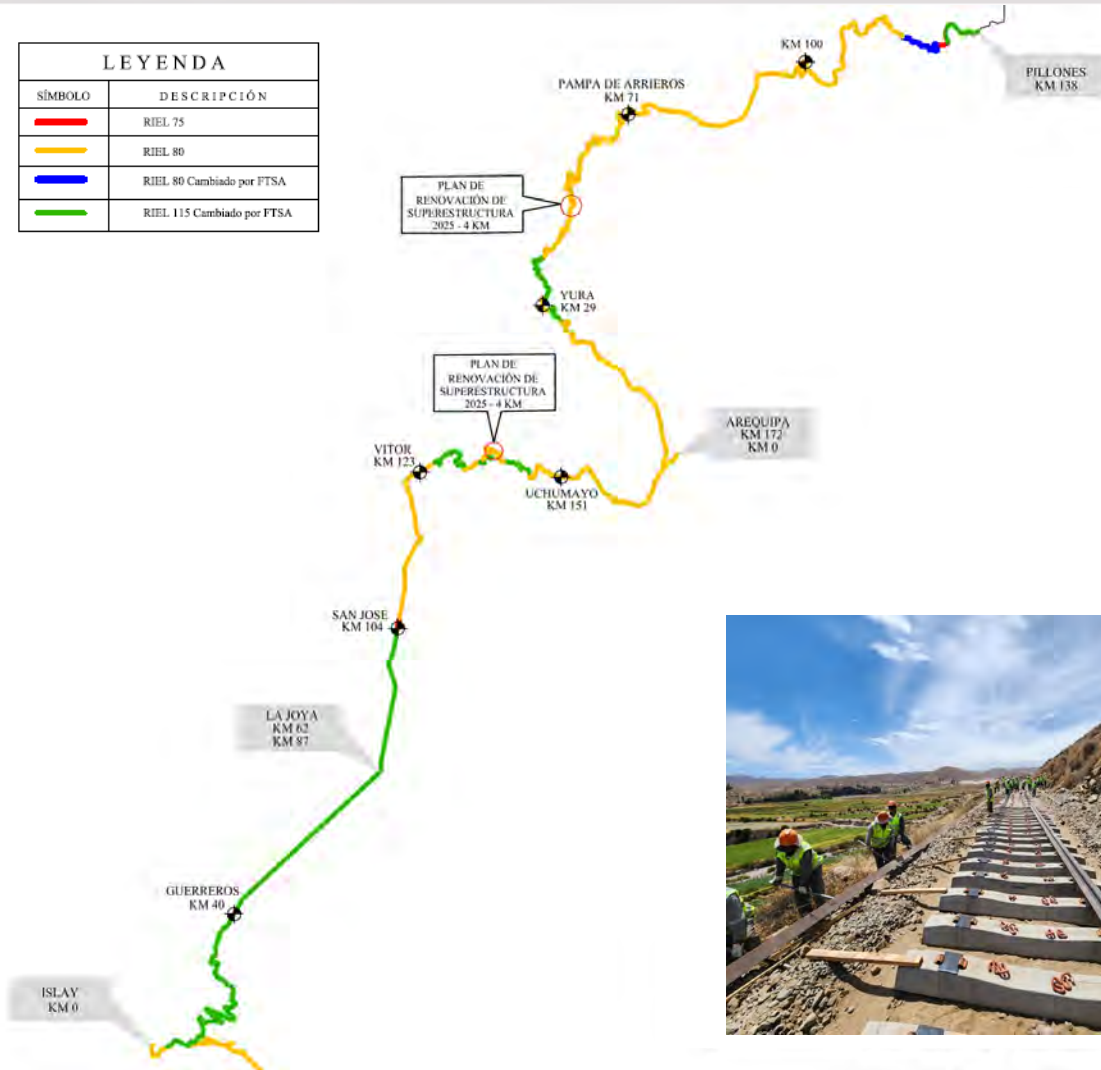 LEYENDA
SÍMBOLO
DESCRIPCIÓN
RIEL 75
RIEL 80
RIEL 80 Cambiado por FTSA
RIEL 115 Cambiado por FTSA
KM 100
PILLONES
KM 138
PAMPA DE ARRIEROS
KM 71
PLAN DE
RENOVACIÓN DE
SUPERESTRUCTURA
2025 - 4 KM
YURA
KM 29
PLAN DE
RENOVACIÓN DE
SUPERESTRUCTURA
2025 - 4 KM
AREQUIPA
KM 172
KM 0
VITOR
KM 123
UCHUMAYO
KM 151
SAN JOSE
KM 104
LA JOYA
KM 62
KM 87
GUERREROS
KM 40
ISLAY
KM 0